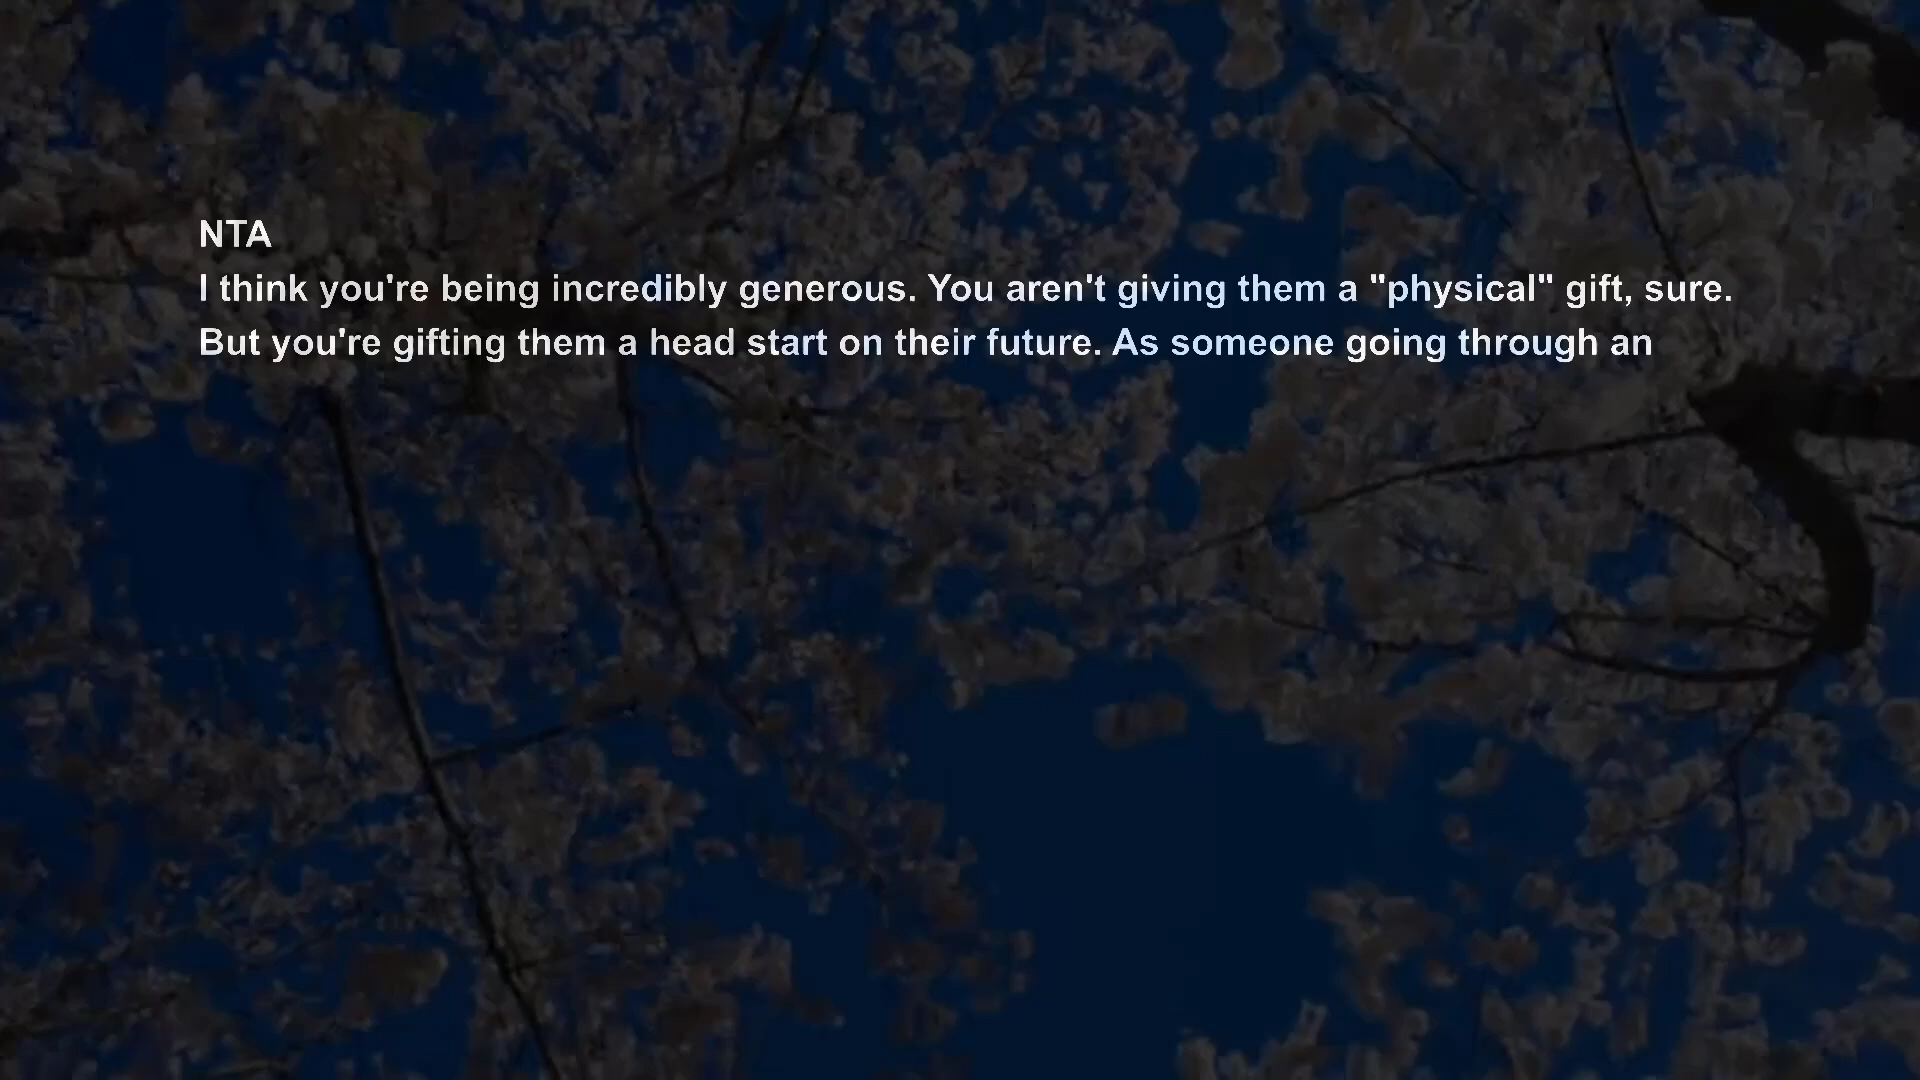 NTA
I think you're being incredibly generous. You aren't giving them a "physical" gift, sure.
But you're gifting them a head start on their future. As someone going through an